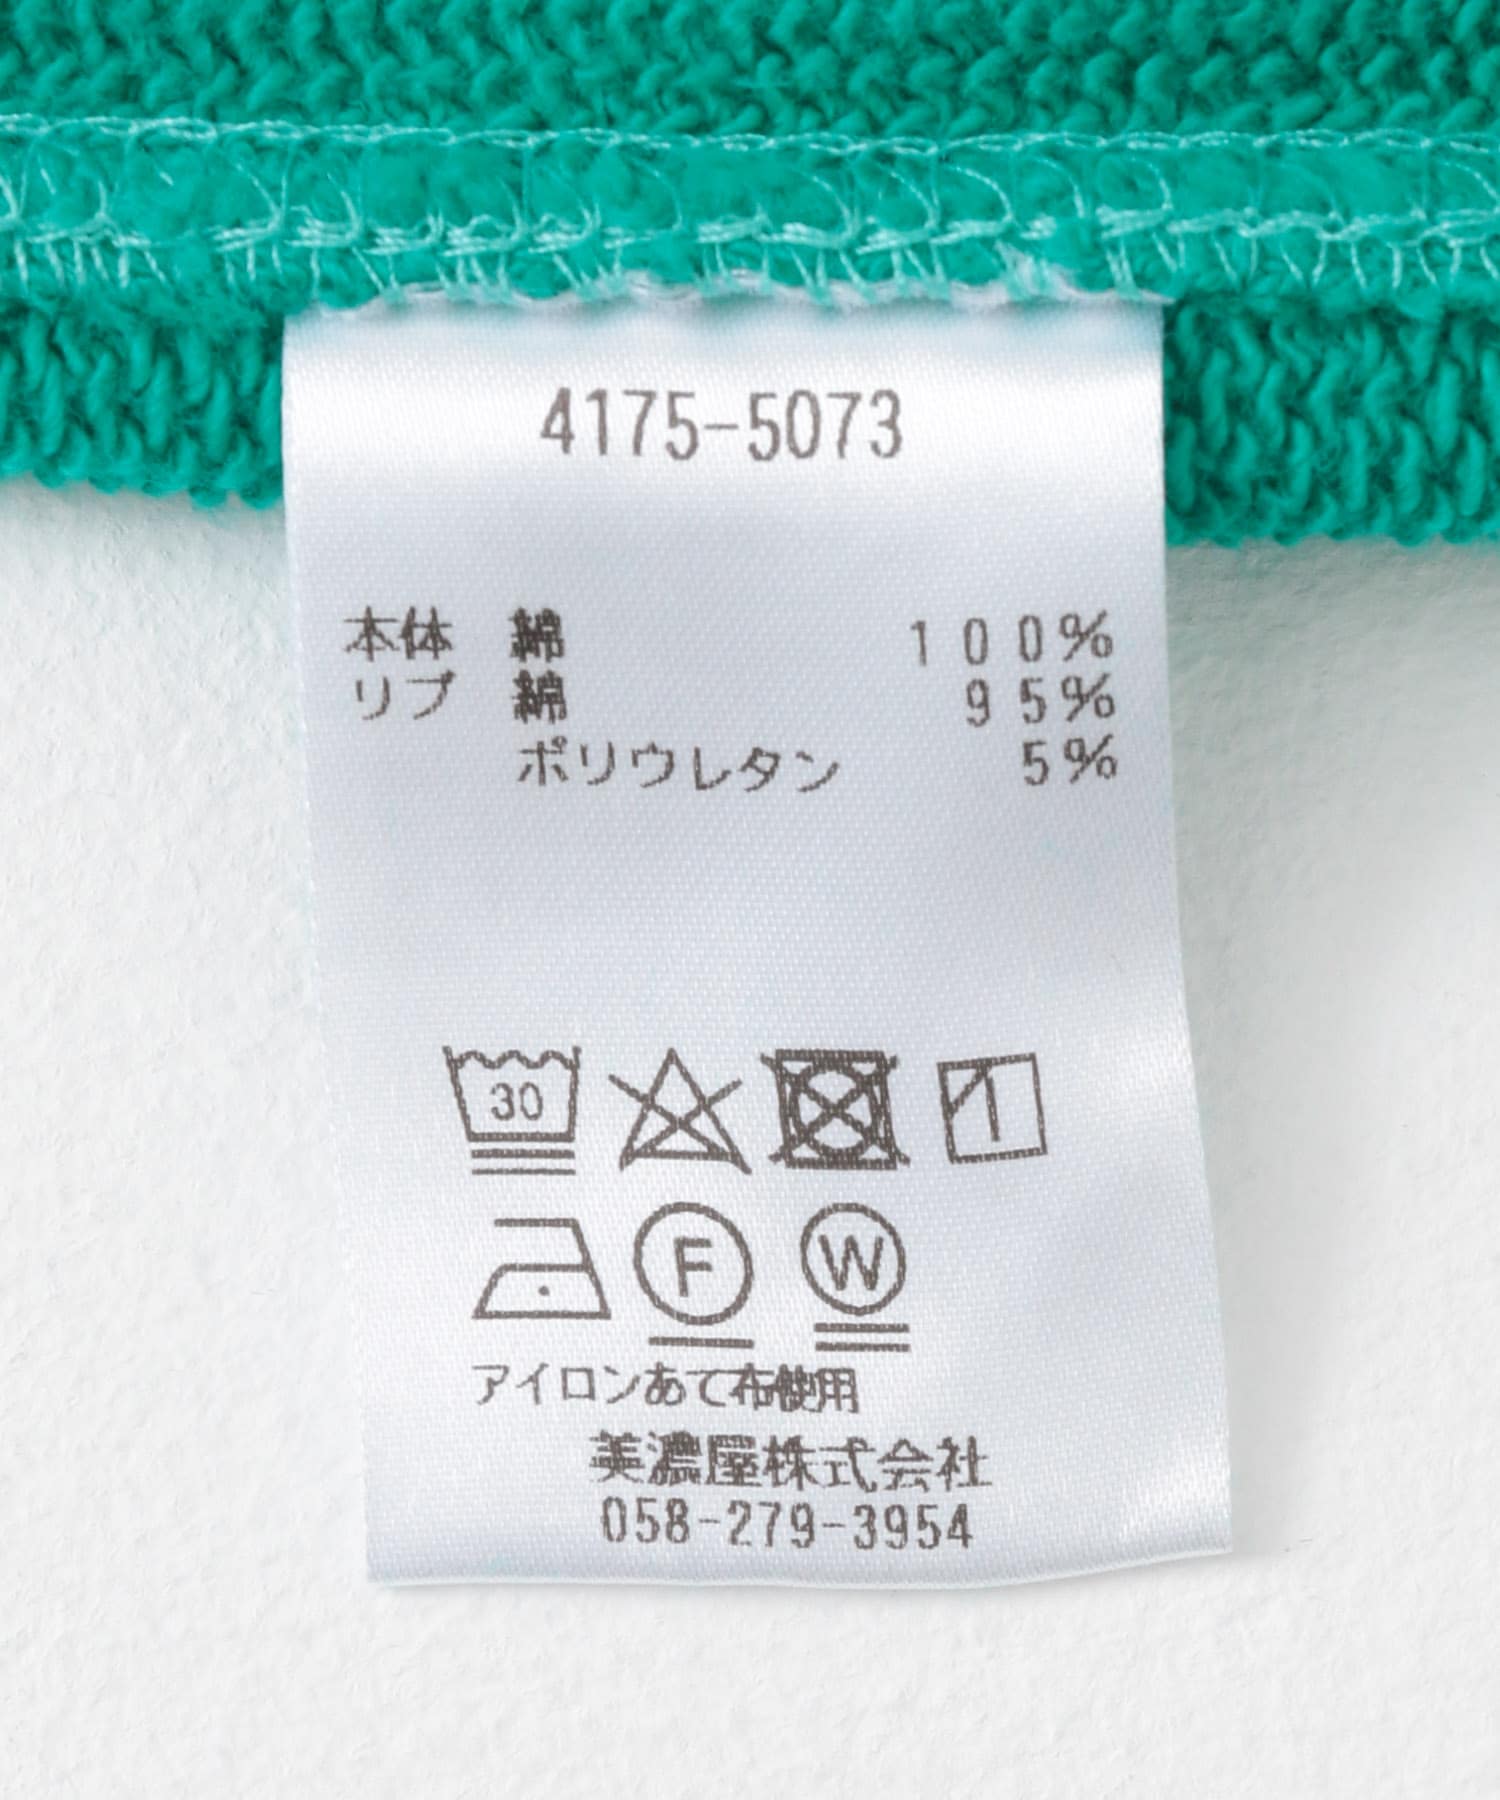 4175-5073
本体 綿 100%
リブ 綿 95%
ポリウレタン 5%
30
F W
アイロンあて布使用
美濃屋株式会社
058-279-3954